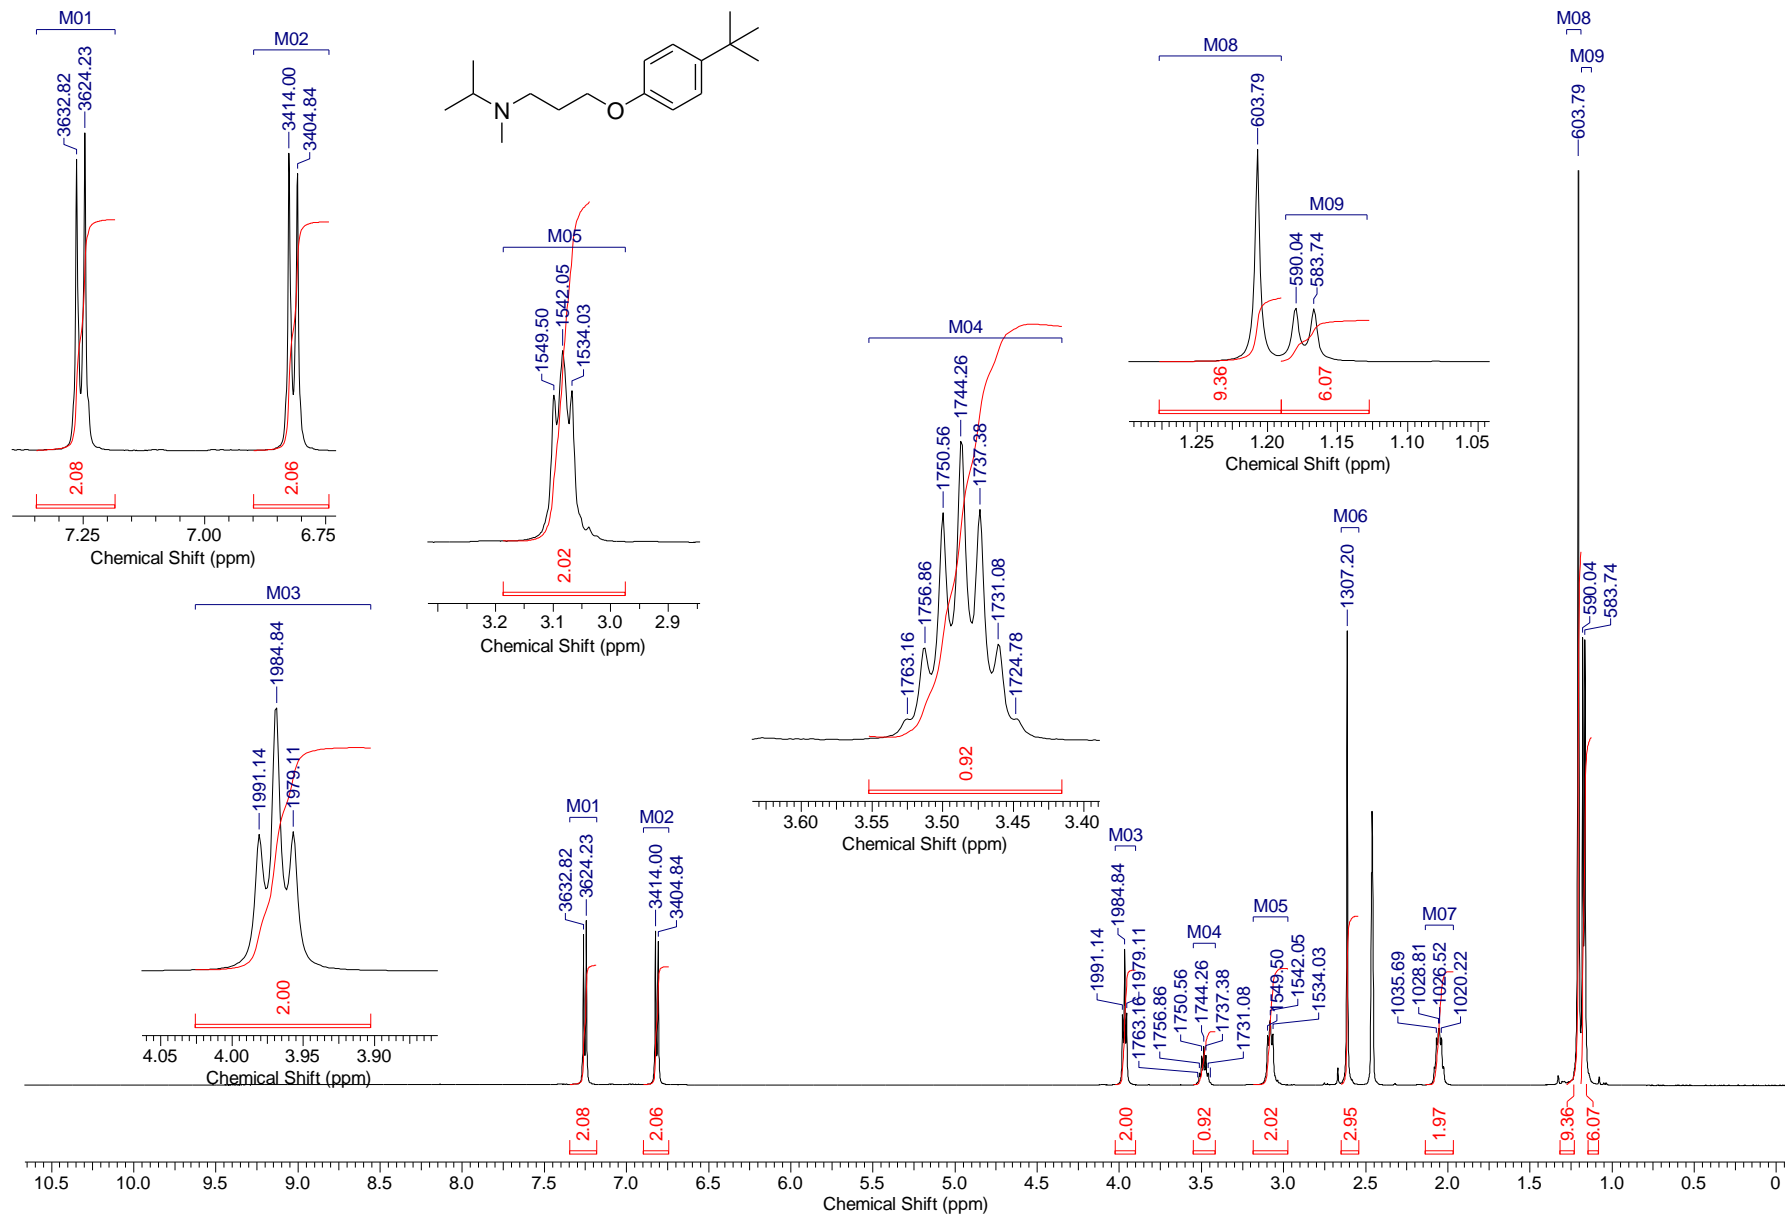 M01
3632.82
3624.23
M02
3414.00
3404.84
2.08
2.06
7.25 7.00 6.75
Chemical Shift (ppm)
N
O
M05
1549.50
1542.05
1534.03
2.02
3.2 3.1 3.0 2.9
Chemical Shift (ppm)
M04
1763.16
1756.86
1750.56
1744.26
1737.38
1731.08
1724.78
0.92
3.60 3.55 3.50 3.45 3.40
Chemical Shift (ppm)
M08
603.79
M09
590.04
583.74
9.36
6.07
1.25 1.20 1.15 1.10 1.05
Chemical Shift (ppm)
M03
1991.14
1984.84
1979.11
2.00
4.05 4.00 3.95 3.90
Chemical Shift (ppm)
M01
3632.82
3624.23
M02
3414.00
3404.84
M03
1991.14
1984.84
1979.11
M04
1763.16
1756.86
1750.56
1744.26
1737.38
1731.08
M05
1549.50
1542.05
1534.03
M06
1307.20
M07
1035.69
1028.81
1026.52
1020.22
M08
603.79
M09
590.04
583.74
2.08
2.06
2.00
0.92
2.02
2.95
1.97
9.36
6.07
10.5 10.0 9.5 9.0 8.5 8.0 7.5 7.0 6.5 6.0 5.5 5.0 4.5 4.0 3.5 3.0 2.5 2.0 1.5 1.0 0.5 0
Chemical Shift (ppm)